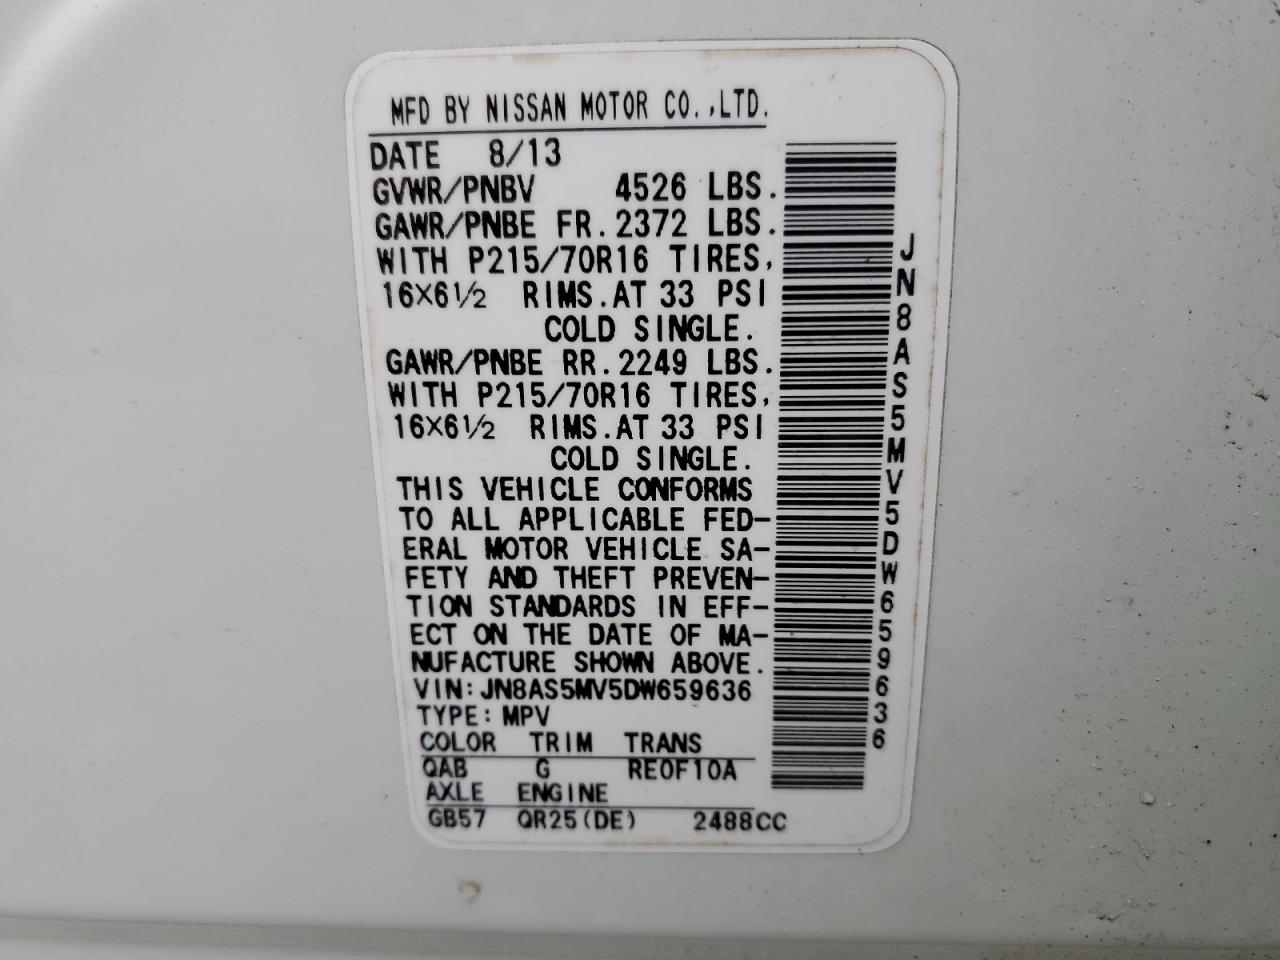 MFD BY NISSAN MOTOR CO.,LTD.
DATE 8/13
GVWR/PNBV 4526 LBS.
GAWR/PNBE FR. 2372 LBS.
WITH P215/70R16 TIRES,
16×6½ RIMS. AT 33 PSI
COLD SINGLE.
GAWR/PNBE RR. 2249 LBS.
WITH P215/70R16 TIRES,
16×6½ RIMS. AT 33 PSI
COLD SINGLE.
THIS VEHICLE CONFORMS
TO ALL APPLICABLE FED-
ERAL MOTOR VEHICLE SA-
FETY AND THEFT PREVEN-
TION STANDARDS IN EFF-
ECT ON THE DATE OF MA-
NUFACTURE SHOWN ABOVE.
VIN: JN8AS5MV5DW659636
TYPE: MPV
COLOR TRIM TRANS
QAB G RE0F10A
AXLE ENGINE
GB57 QR25(DE) 2488CC
JN8AS5MV5DW659636